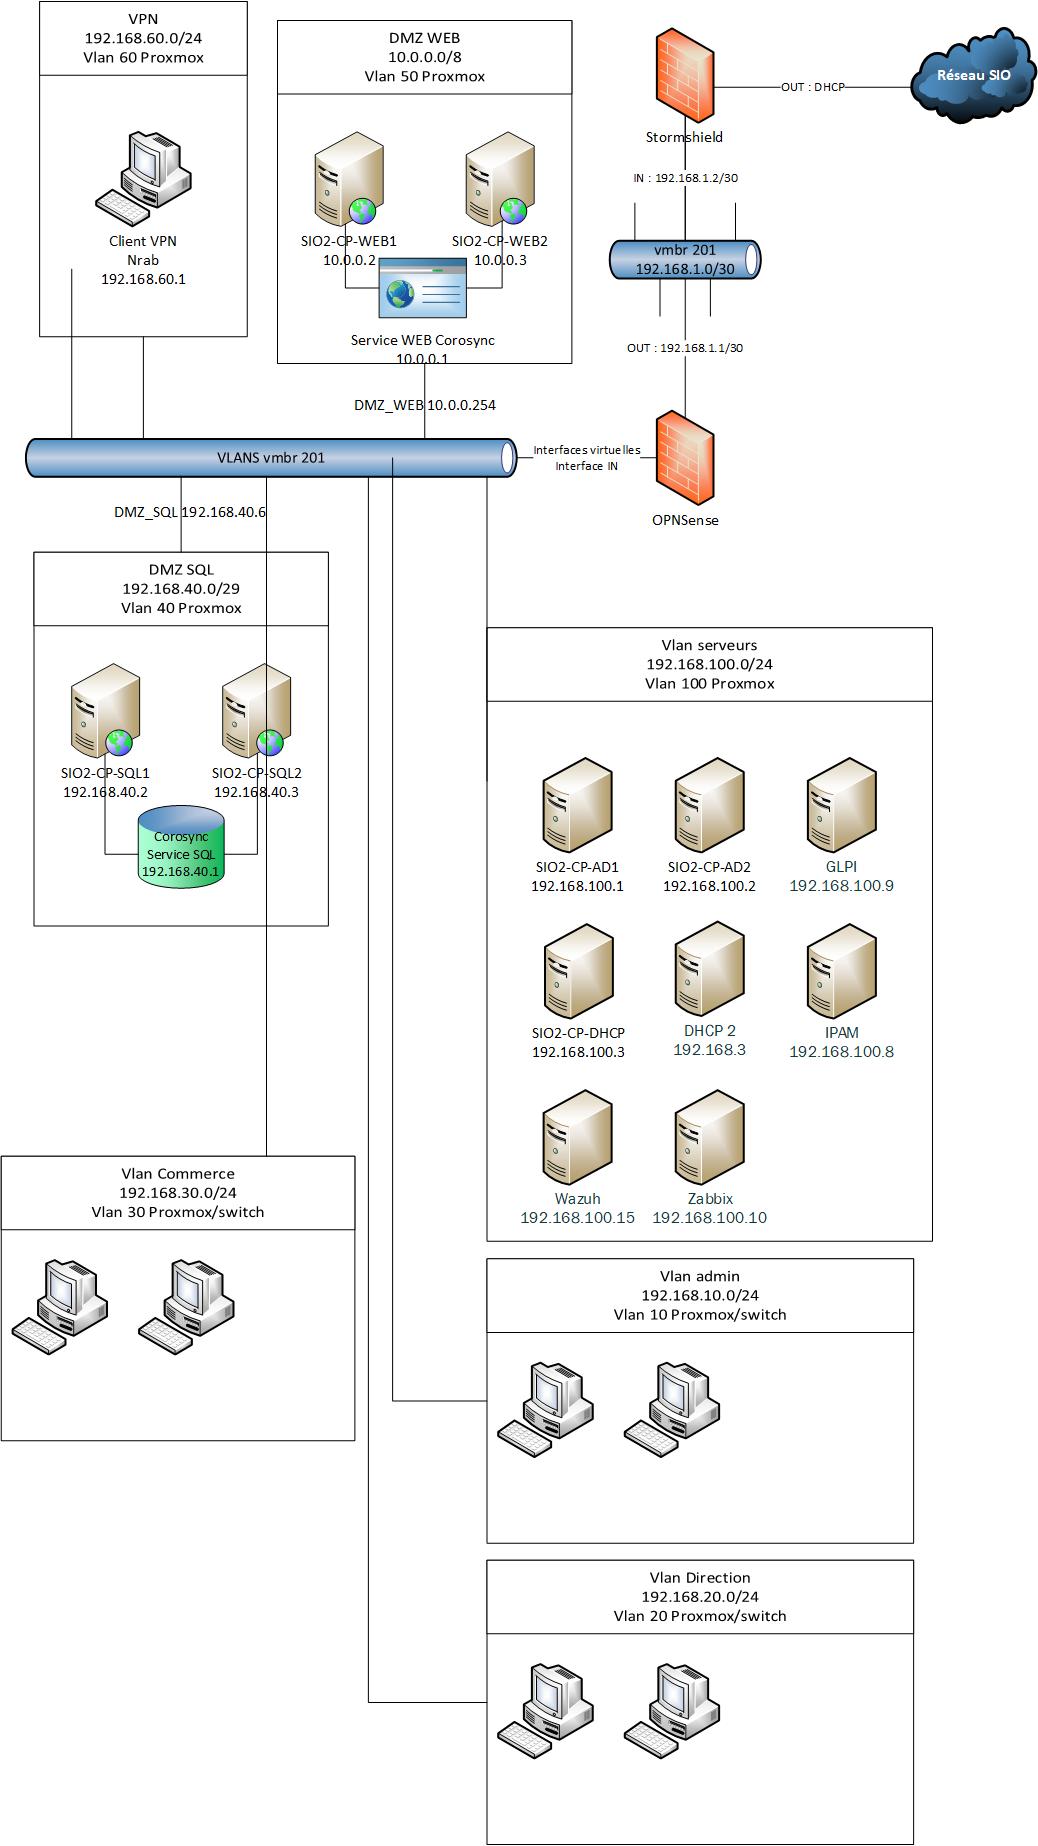 VPN
192.168.60.0/24
Vlan 60 Proxmox
Client VPN
Nrab
192.168.60.1
DMZ WEB
10.0.0.0/8
Vlan 50 Proxmox
SIO2-CP-WEB1
10.0.0.2
SIO2-CP-WEB2
10.0.0.3
Service WEB Corosync
10.0.0.1
DMZ_WEB 10.0.0.254
Stormshield
OUT : DHCP
Réseau SIO
IN : 192.168.1.2/30
vmbr 201
192.168.1.0/30
OUT : 192.168.1.1/30
VLANS vmbr 201
Interfaces virtuelles
Interface IN
OPNSense
DMZ_SQL 192.168.40.6
DMZ SQL
192.168.40.0/29
Vlan 40 Proxmox
SIO2-CP-SQL1
192.168.40.2
SIO2-CP-SQL2
192.168.40.3
Corosync
Service SQL
192.168.40.1
Vlan serveurs
192.168.100.0/24
Vlan 100 Proxmox
SIO2-CP-AD1
192.168.100.1
SIO2-CP-AD2
192.168.100.2
GLPI
192.168.100.9
SIO2-CP-DHCP
192.168.100.3
DHCP 2
192.168.3
IPAM
192.168.100.8
Wazuh
192.168.100.15
Zabbix
192.168.100.10
Vlan Commerce
192.168.30.0/24
Vlan 30 Proxmox/switch
Vlan admin
192.168.10.0/24
Vlan 10 Proxmox/switch
Vlan Direction
192.168.20.0/24
Vlan 20 Proxmox/switch